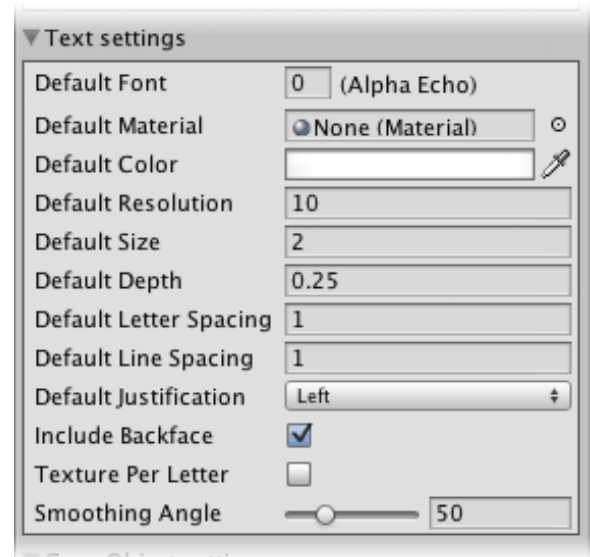 Text settings
Default Font 0 (Alpha Echo)
Default Material None (Material)
Default Color
Default Resolution 10
Default Size 2
Default Depth 0.25
Default Letter Spacing 1
Default Line Spacing 1
Default Justification Left
Include Backface
Texture Per Letter
Smoothing Angle 50